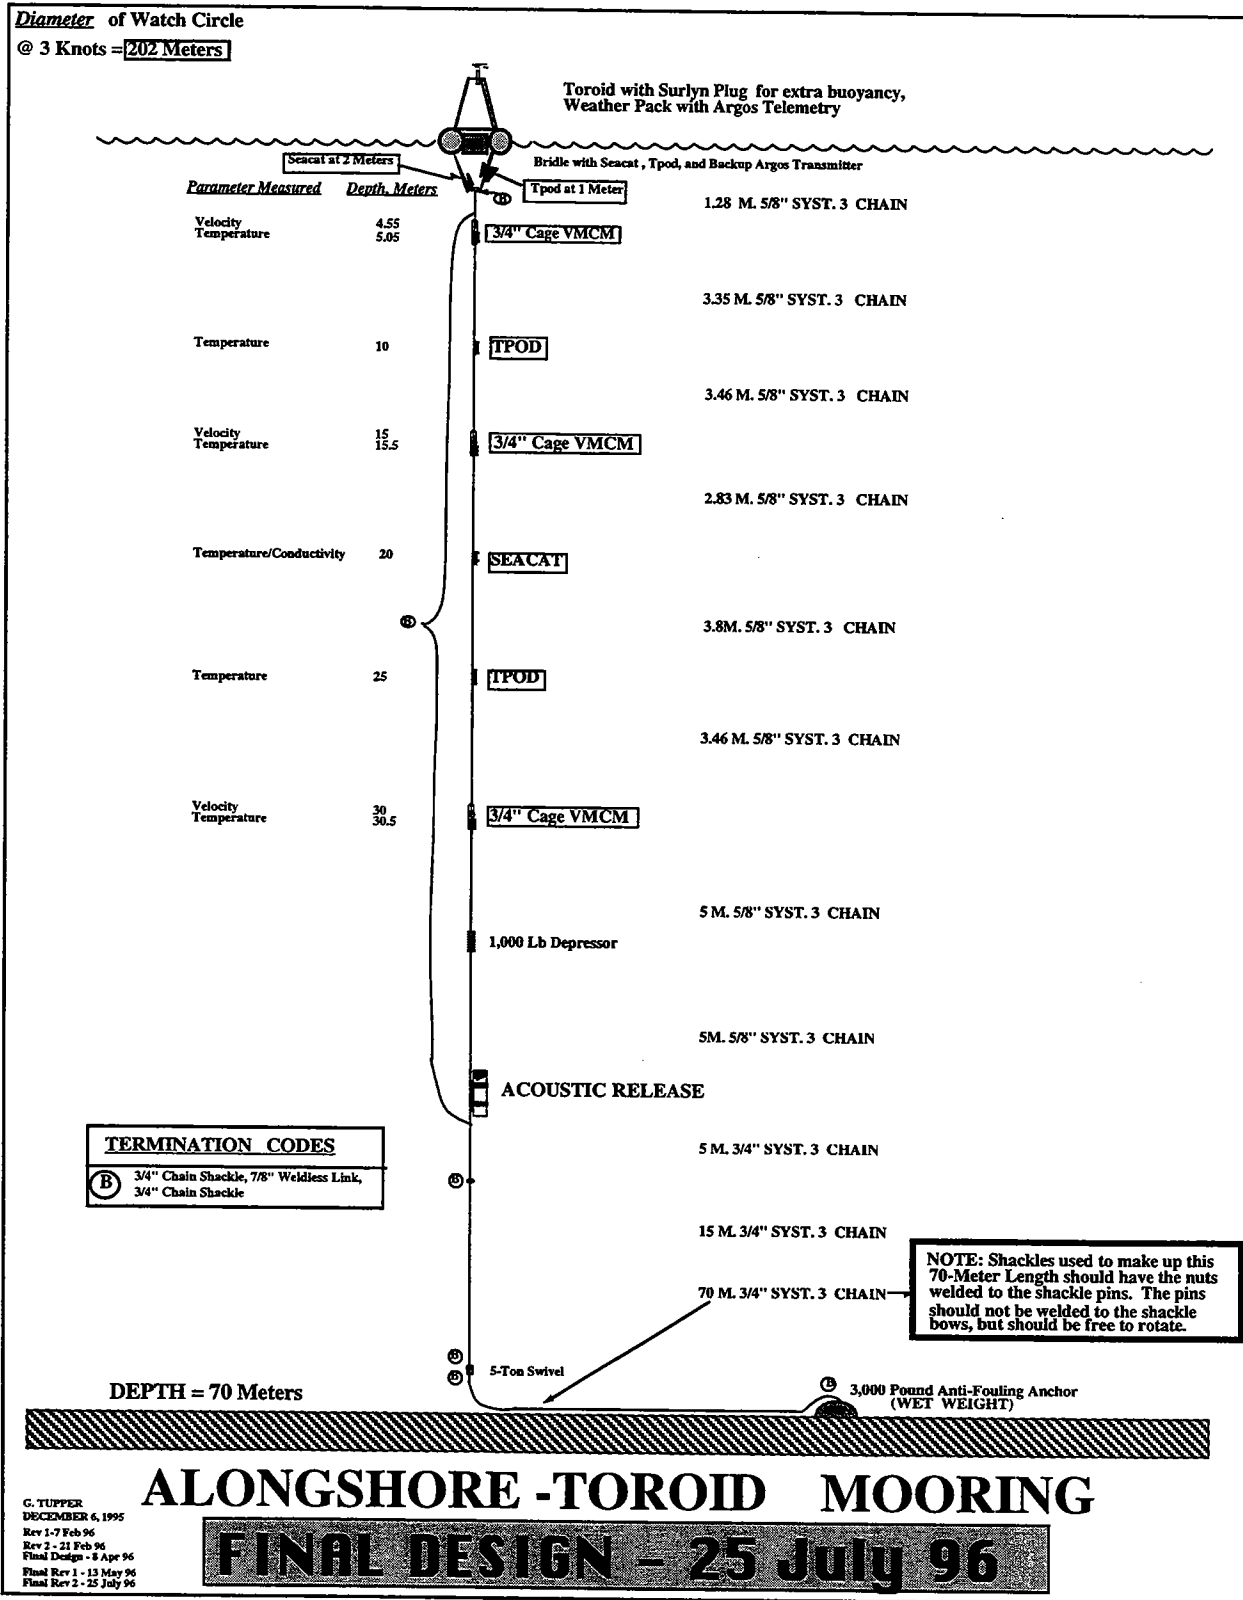 Diameter of Watch Circle
@ 3 Knots = 202 Meters
Toroid with Surlyn Plug for extra buoyancy,
Weather Pack with Argos Telemetry
Seacat at 2 Meters
Bridle with Seacat , Tpod, and Backup Argos Transmitter
Parameter Measured Depth, Meters
Tpod at 1 Meter
B
1.28 M. 5/8" SYST. 3 CHAIN
Velocity 4.55
Temperature 5.05
3/4" Cage VMCM
3.35 M. 5/8" SYST. 3 CHAIN
Temperature 10 TPOD
3.46 M. 5/8" SYST. 3 CHAIN
Velocity 15
Temperature 15.5
3/4" Cage VMCM
2.83 M. 5/8" SYST. 3 CHAIN
Temperature/Conductivity 20 SEACAT
B
3.8M. 5/8" SYST. 3 CHAIN
Temperature 25 TPOD
3.46 M. 5/8" SYST. 3 CHAIN
Velocity 30
Temperature 30.5
3/4" Cage VMCM
5 M. 5/8" SYST. 3 CHAIN
1,000 Lb Depressor
5M. 5/8" SYST. 3 CHAIN
ACOUSTIC RELEASE
TERMINATION CODES
B 3/4" Chain Shackle, 7/8" Weldless Link,
3/4" Chain Shackle
5 M. 3/4" SYST. 3 CHAIN
B
15 M. 3/4" SYST. 3 CHAIN
70 M. 3/4" SYST. 3 CHAIN
NOTE: Shackles used to make up this
70-Meter Length should have the nuts
welded to the shackle pins. The pins
should not be welded to the shackle
bows, but should be free to rotate.
B
B
5-Ton Swivel
DEPTH = 70 Meters
B
3,000 Pound Anti-Fouling Anchor
(WET WEIGHT)
ALONGSHORE -TOROID MOORING
FINAL DESIGN - 25 July 96
G. TUPPER
DECEMBER 6, 1995
Rev 1-7 Feb 96
Rev 2 - 21 Feb 96
Final Design - 8 Apr 96
Final Rev 1 - 13 May 96
Final Rev 2 - 25 July 96